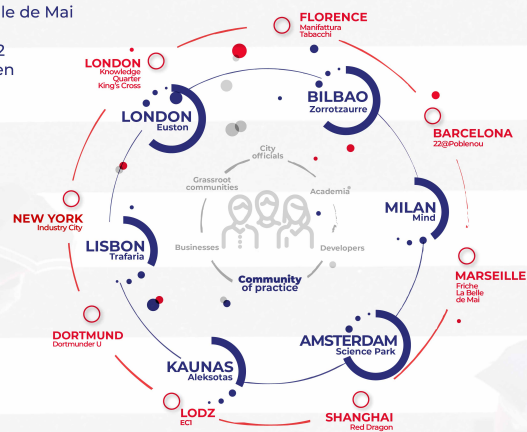 le de Mai
2
en
FLORENCE
Manifattura
Tabacchi
LONDON
Knowledge
Quarter
King's Cross
BILBAO
Zorrotzaurre
LONDON
Euston
BARCELONA
22@Poblenou
City
officials
Grassroot
communities
Academia
MILAN
Mind
NEW YORK
Industry City
LISBON
Trafaria
Businesses
Developers
Community
of practice
MARSEILLE
Friche
La Belle
de Mai
DORTMUND
Dortmunder U
AMSTERDAM
Science Park
KAUNAS
Aleksotas
LODZ
EC1
SHANGHAI
Red Dragon